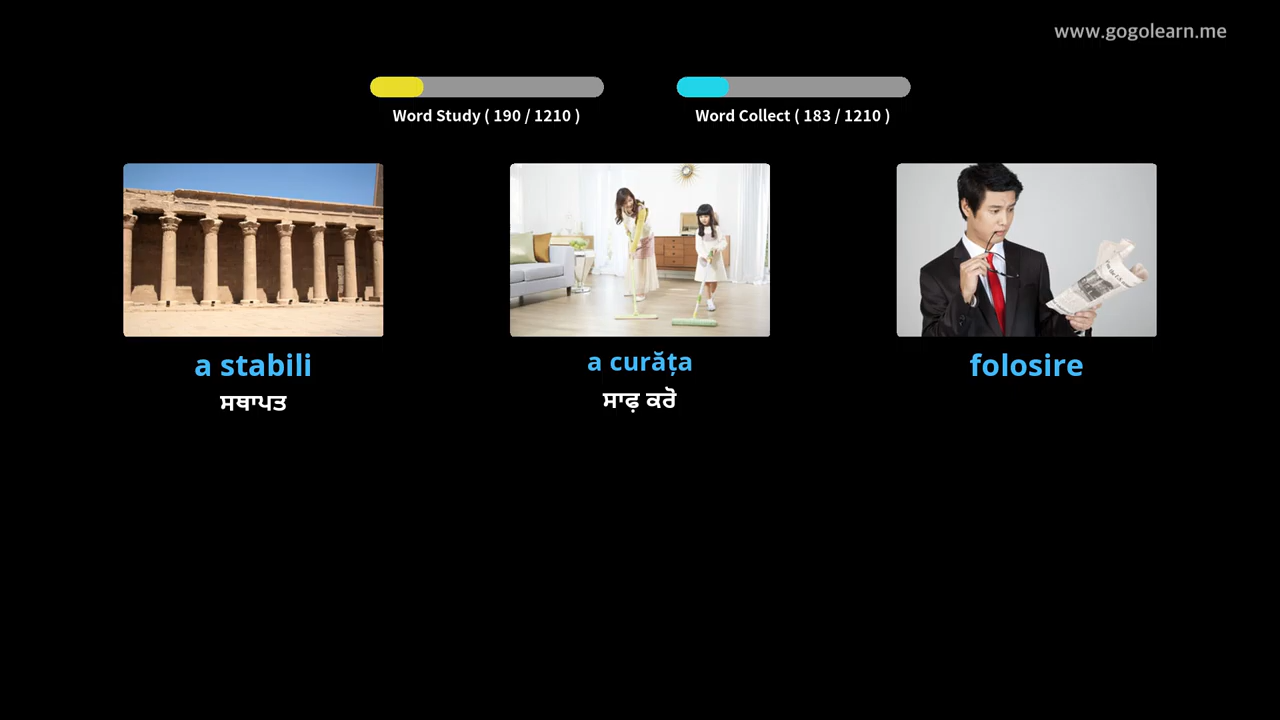 www.gogolearn.me
Word Study ( 190 / 1210 )
Word Collect ( 183 / 1210 )
a stabili
ਸਥਾਪਤ
a curăța
ਸਾਫ਼ ਕਰੋ
folosire